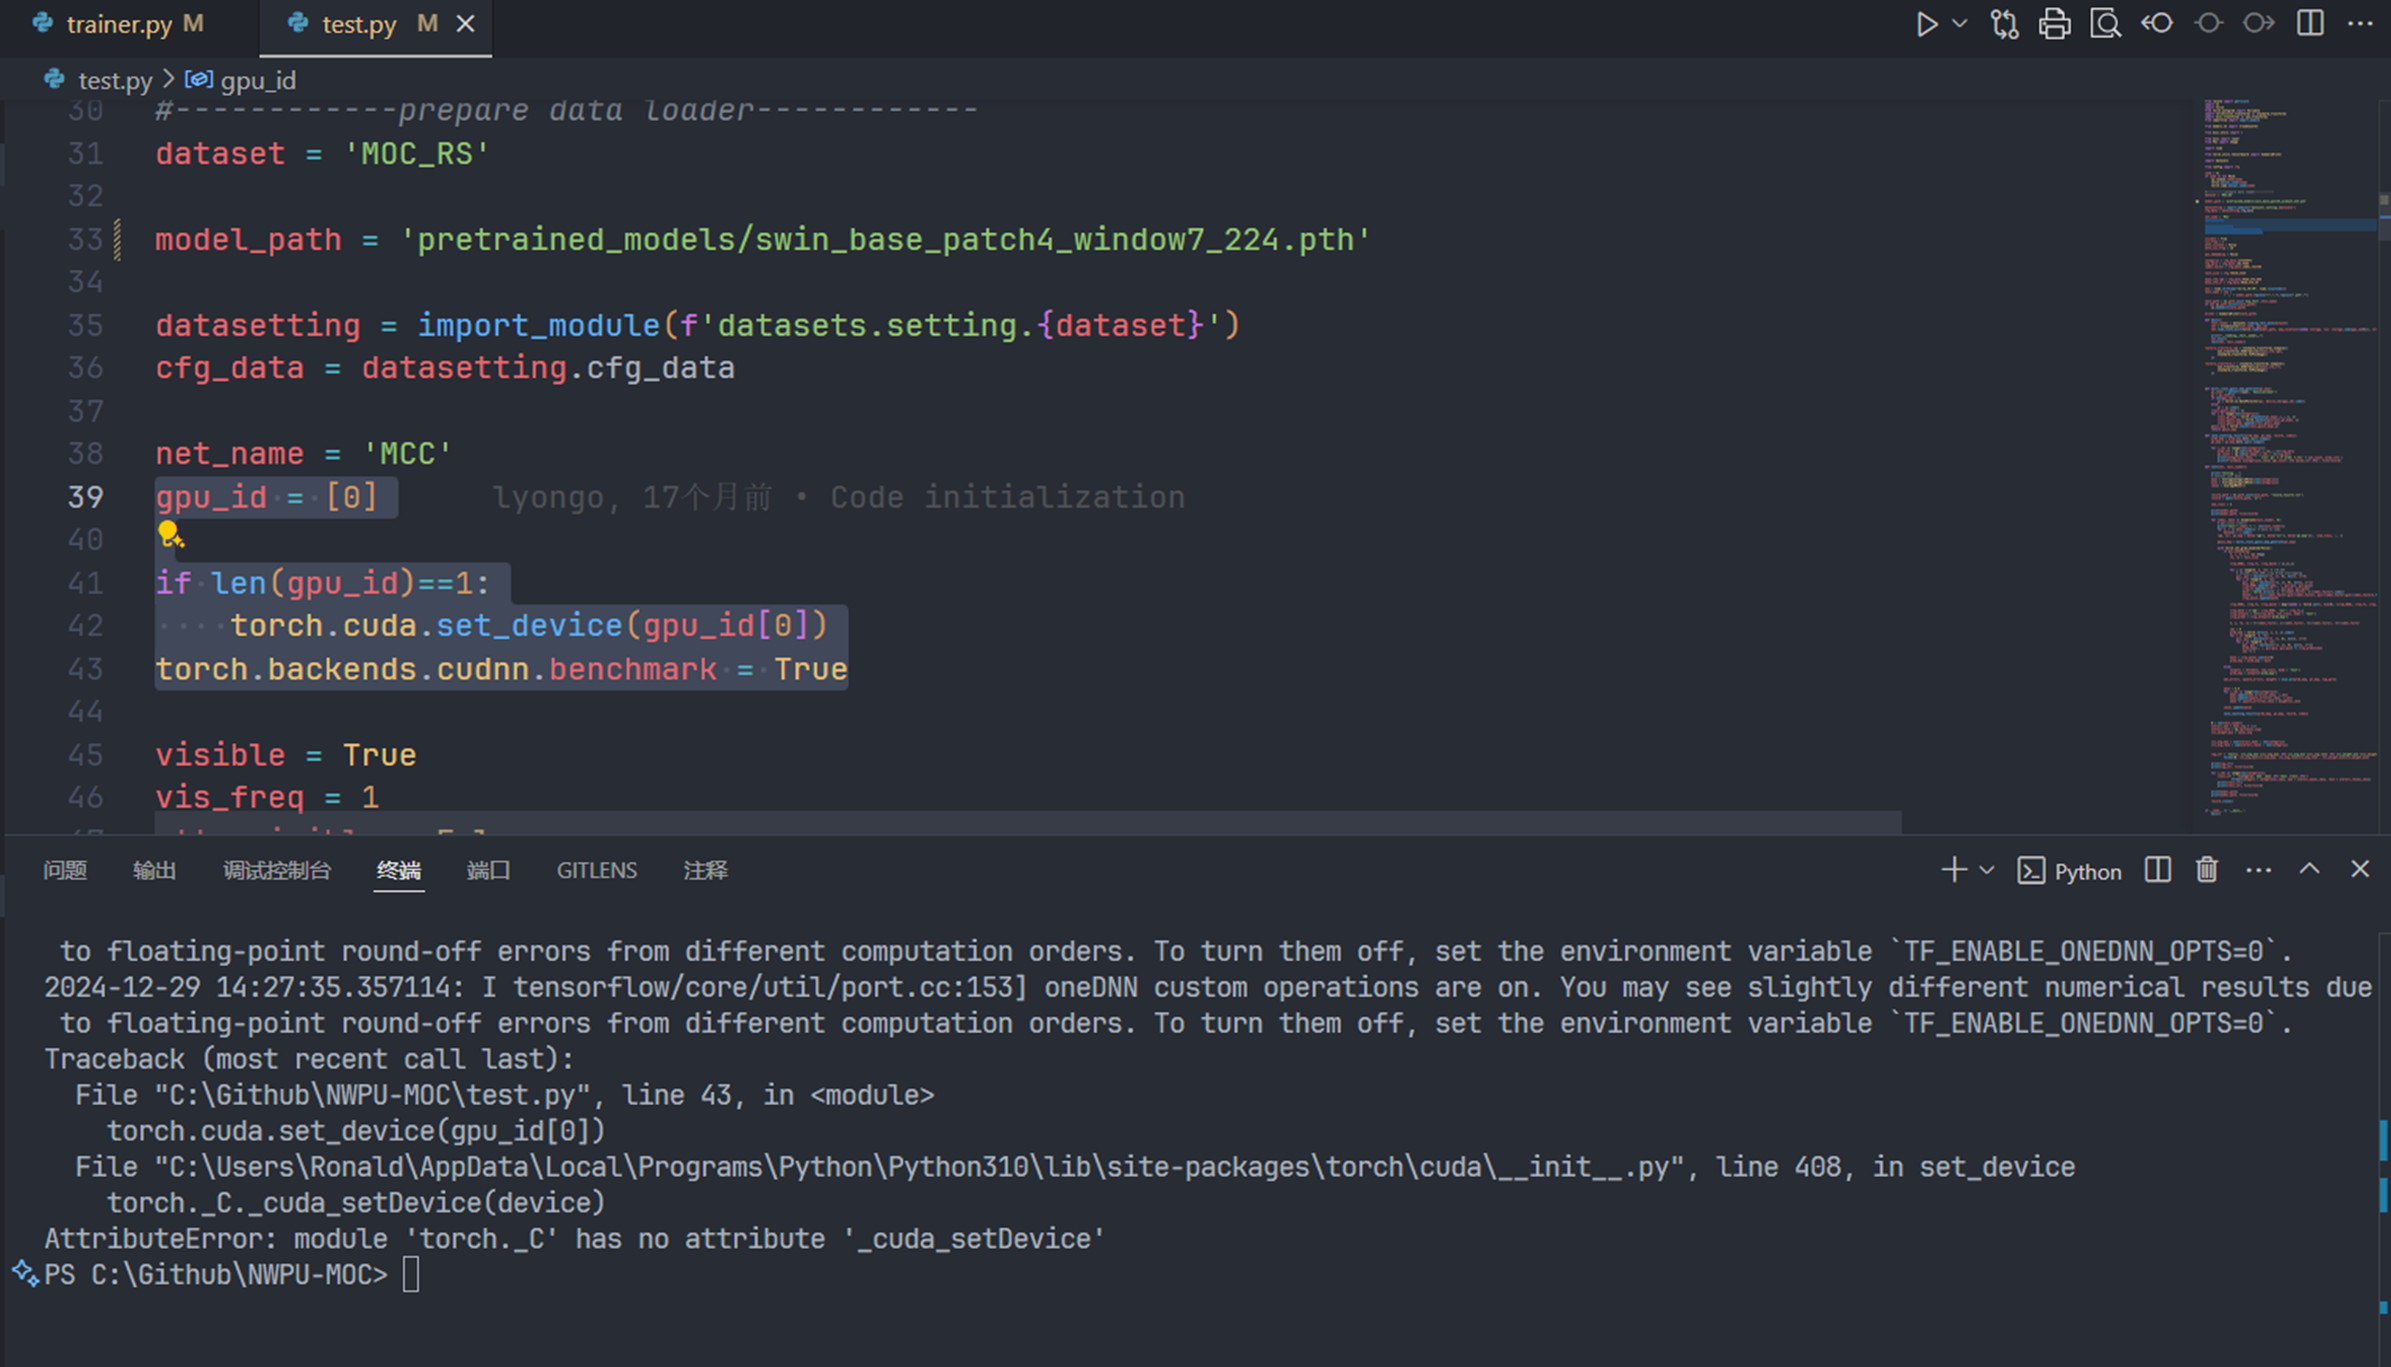 trainer.py M
test.py M
test.py > gpu_id
30 #------------prepare data loader------------
31 dataset = 'MOC_RS'
32
33 model_path = 'pretrained_models/swin_base_patch4_window7_224.pth'
34
35 datasetting = import_module(f'datasets.setting.{dataset}')
36 cfg_data = datasetting.cfg_data
37
38 net_name = 'MCC'
39 gpu_id = [0] lyongo, 17个月前 • Code initialization
40
41 if len(gpu_id)==1:
42 torch.cuda.set_device(gpu_id[0])
43 torch.backends.cudnn.benchmark = True
44
45 visible = True
46 vis_freq = 1
问题 输出 调试控制台 终端 端口 GITLENS 注释
Python
to floating-point round-off errors from different computation orders. To turn them off, set the environment variable `TF_ENABLE_ONEDNN_OPTS=0`.
2024-12-29 14:27:35.357114: I tensorflow/core/util/port.cc:153] oneDNN custom operations are on. You may see slightly different numerical results due
to floating-point round-off errors from different computation orders. To turn them off, set the environment variable `TF_ENABLE_ONEDNN_OPTS=0`.
Traceback (most recent call last):
File "C:\Github\NWPU-MOC\test.py", line 43, in <module>
torch.cuda.set_device(gpu_id[0])
File "C:\Users\Ronald\AppData\Local\Programs\Python\Python310\lib\site-packages\torch\cuda\__init__.py", line 408, in set_device
torch._C._cuda_setDevice(device)
AttributeError: module 'torch._C' has no attribute '_cuda_setDevice'
PS C:\Github\NWPU-MOC>